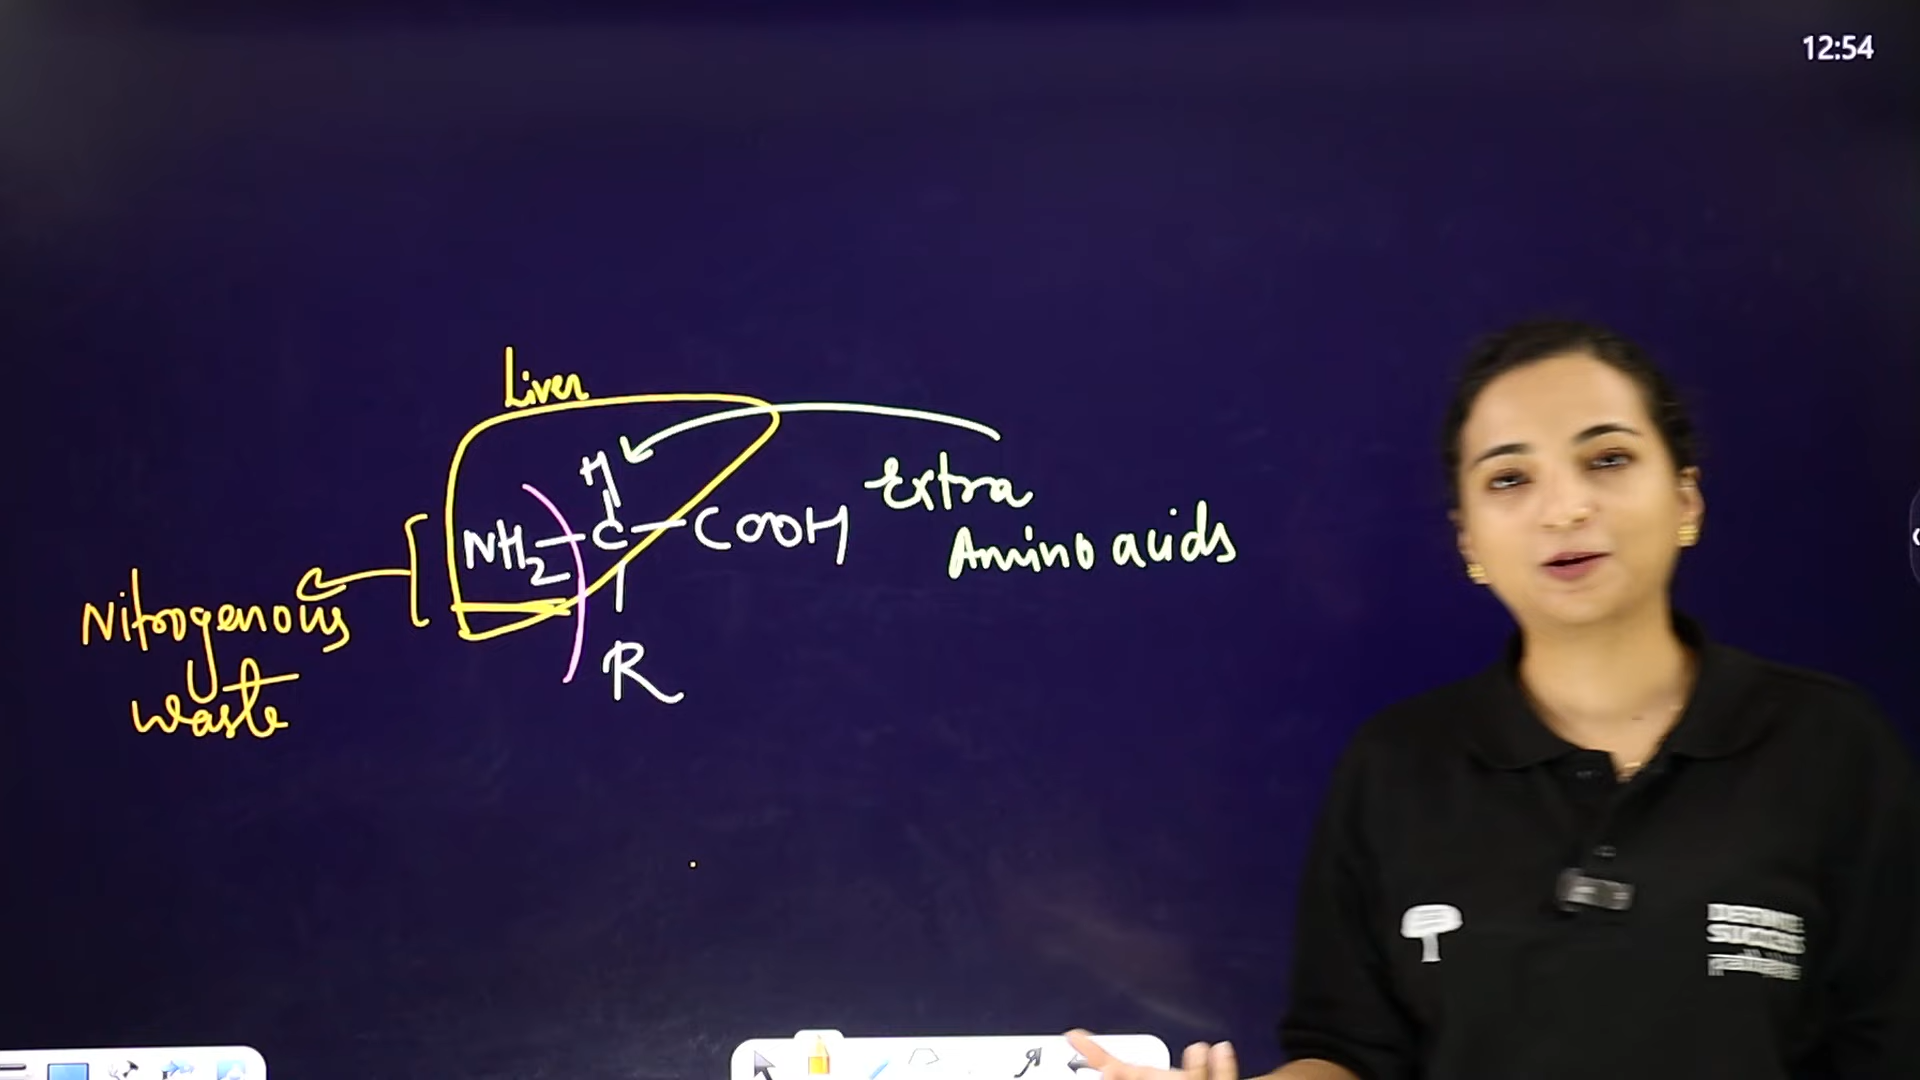 12:54
Liver
H
NH2-C-COOH
R
Extra
Amino acids
Nitrogenous
waste